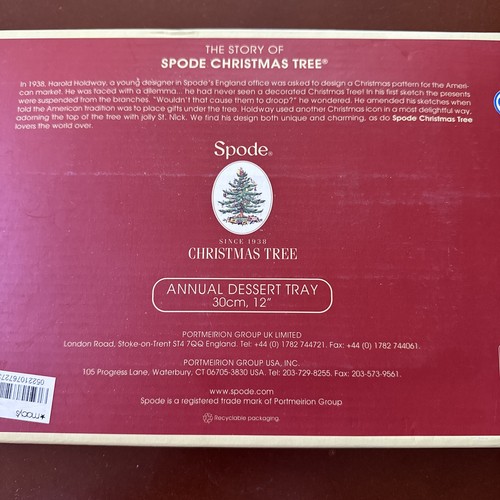 THE STORY OF
SPODE CHRISTMAS TREE®
In 1938, Harold Holdway, a young designer in Spode's England office was asked to design a Christmas pattern for the Ameri-
can market. He was faced with a dilemma... he had never seen a decorated Christmas Tree! In his first sketch the presents
were suspended from the branches. "Wouldn't that cause them to droop?" he wondered. He amended his sketches when
told the American tradition was to place gifts under the tree. Holdway used another Christmas icon in a most delightful way,
adorning the top of the tree with jolly St. Nick. We find his design both unique and charming, as do Spode Christmas Tree
lovers the world over.
Spode®
SINCE 1938
CHRISTMAS TREE
ANNUAL DESSERT TRAY
30cm, 12"
PORTMEIRION GROUP UK LIMITED
London Road, Stoke-on-Trent ST4 7QQ England. Tel: +44 (0) 1782 744721. Fax: +44 (0) 1782 744061.
PORTMEIRION GROUP USA, INC.
105 Progress Lane, Waterbury, CT 06705-3830 USA. Tel: 203-729-8255. Fax: 203-573-9561.
www.spode.com
Spode is a registered trade mark of Portmeirion Group
Recyclable packaging.
★macys